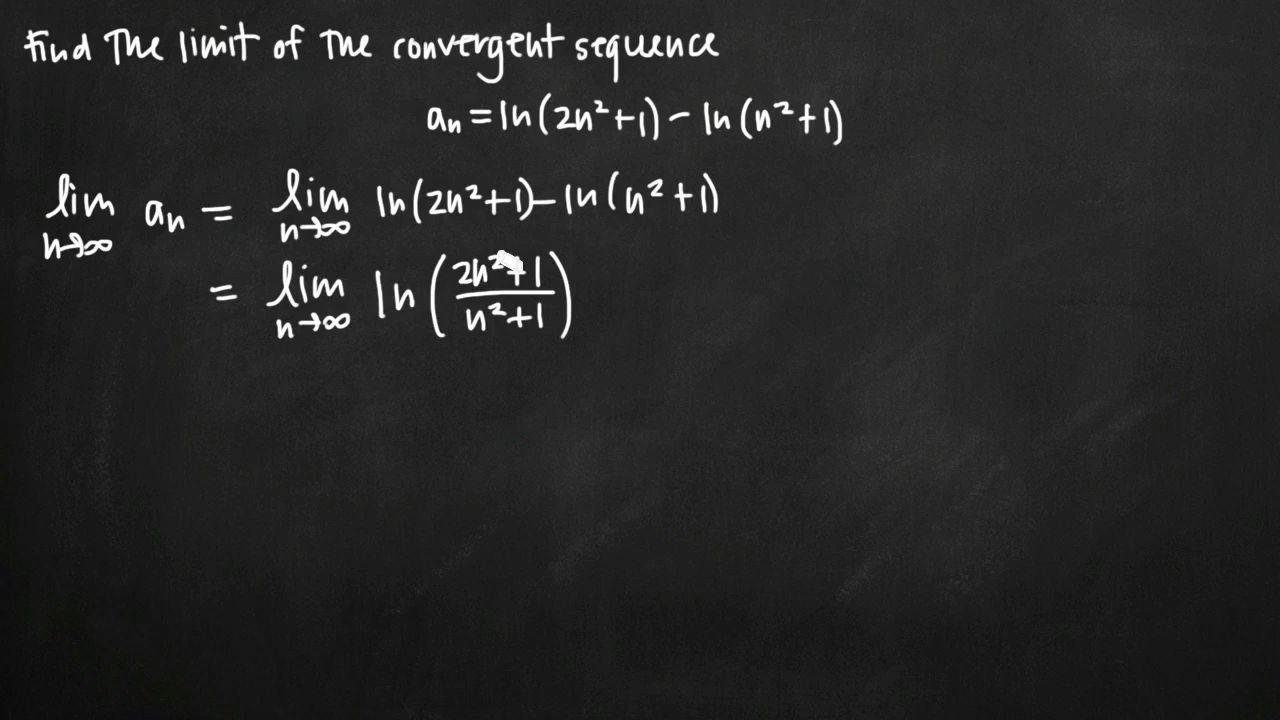 Find The limit of The convergent sequence
aₙ = ln(2n²+1) − ln(n²+1)
lim n→∞ aₙ = lim n→∞ ln(2n²+1) − ln(n²+1)
= lim n→∞ ln((2n²+1)/(n²+1))